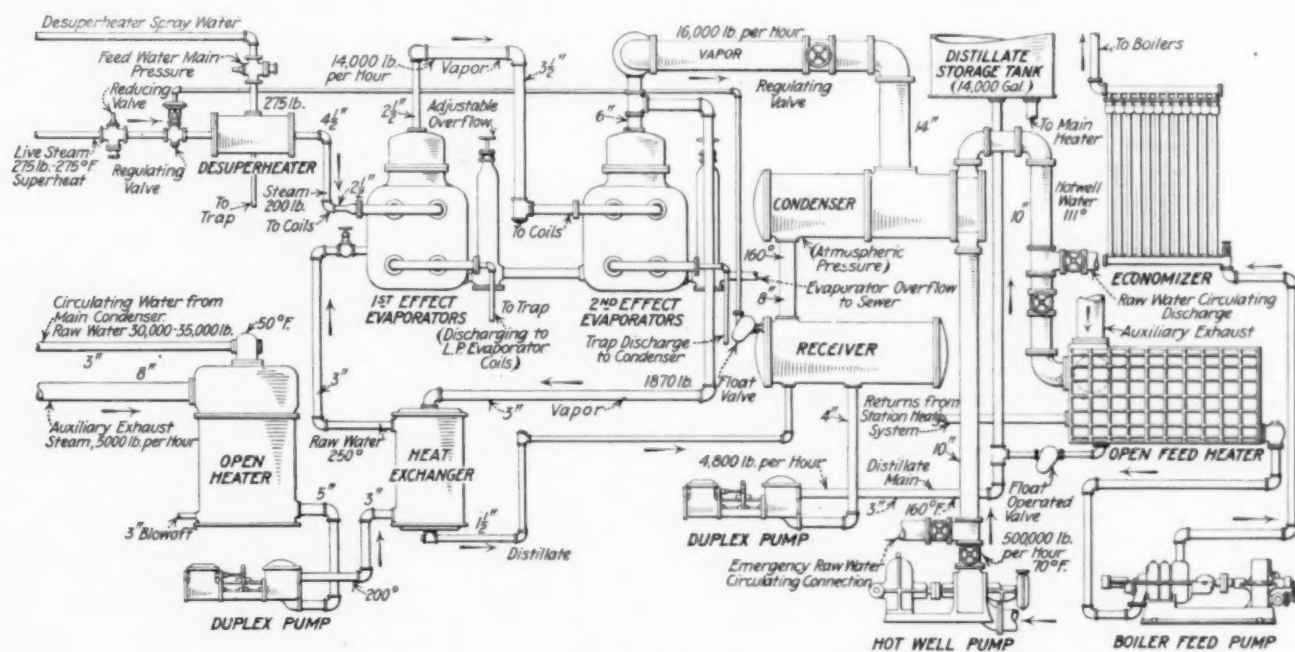 Desuperheater Spray Water
Feed Water Main
Pressure
Reducing
Valve
275 lb.
Live Steam
275 lb.-275°F.
Superheat
Regulating
Valve
DESUPERHEATER
To
Trap
4½"
Steam
200 lb.
To Coils
2½"
14,000 lb.
per Hour
Vapor
3½"
2½"
Adjustable
Overflow
1ST EFFECT
EVAPORATORS
To Trap
(Discharging to
L.P. Evaporator
Coils)
To Coils
16,000 lb. per Hour
VAPOR
6"
Regulating
Valve
14"
2ND EFFECT
EVAPORATORS
CONDENSER
(Atmospheric
Pressure)
160°
8"
Evaporator Overflow
to Sewer
Trap Discharge
to Condenser
Float
Valve
RECEIVER
DISTILLATE
STORAGE TANK
(14,000 Gal.)
To Main
Heater
To Boilers
Hotwell
Water
111°
10"
ECONOMIZER
Raw Water Circulating
Discharge
Auxiliary Exhaust
Circulating Water from
Main Condenser.
Raw Water 30,000-35,000 lb.
50°F.
3"
8"
Auxiliary Exhaust
Steam, 5000 lb. per Hour
OPEN
HEATER
3" Blowoff
5"
3"
200°
DUPLEX PUMP
3"
Raw Water
250°
HEAT
EXCHANGER
3"
Vapor
1870 lb.
1½"
Distillate
4"
4,800 lb. per Hour
Distillate
Main
3"
160°F.
DUPLEX PUMP
Returns from
Station Heating
System
10"
OPEN FEED HEATER
Float
Operated
Valve
Emergency Raw Water
Circulating Connection
500,000 lb.
per Hour
70°F.
HOT WELL PUMP
BOILER FEED PUMP